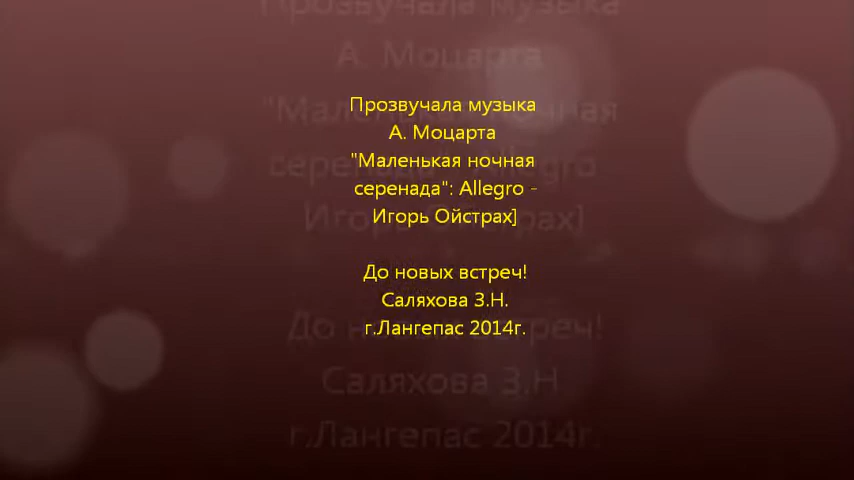 Прозвучала музыка
А. Моцарта
"Маленькая ночная
серенада": Allegro -
Игорь Ойстрах]
До новых встреч!
Саляхова З.Н.
г.Лангепас 2014г.